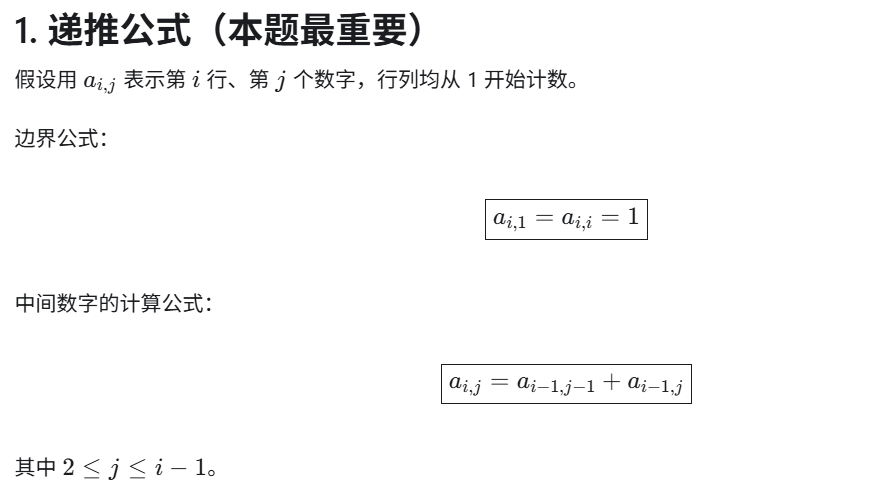 1. 递推公式（本题最重要）
假设用 a_{i,j} 表示第 i 行、第 j 个数字，行列均从 1 开始计数。
边界公式：
a_{i,1} = a_{i,i} = 1
中间数字的计算公式：
a_{i,j} = a_{i−1,j−1} + a_{i−1,j}
其中 2 ≤ j ≤ i − 1。